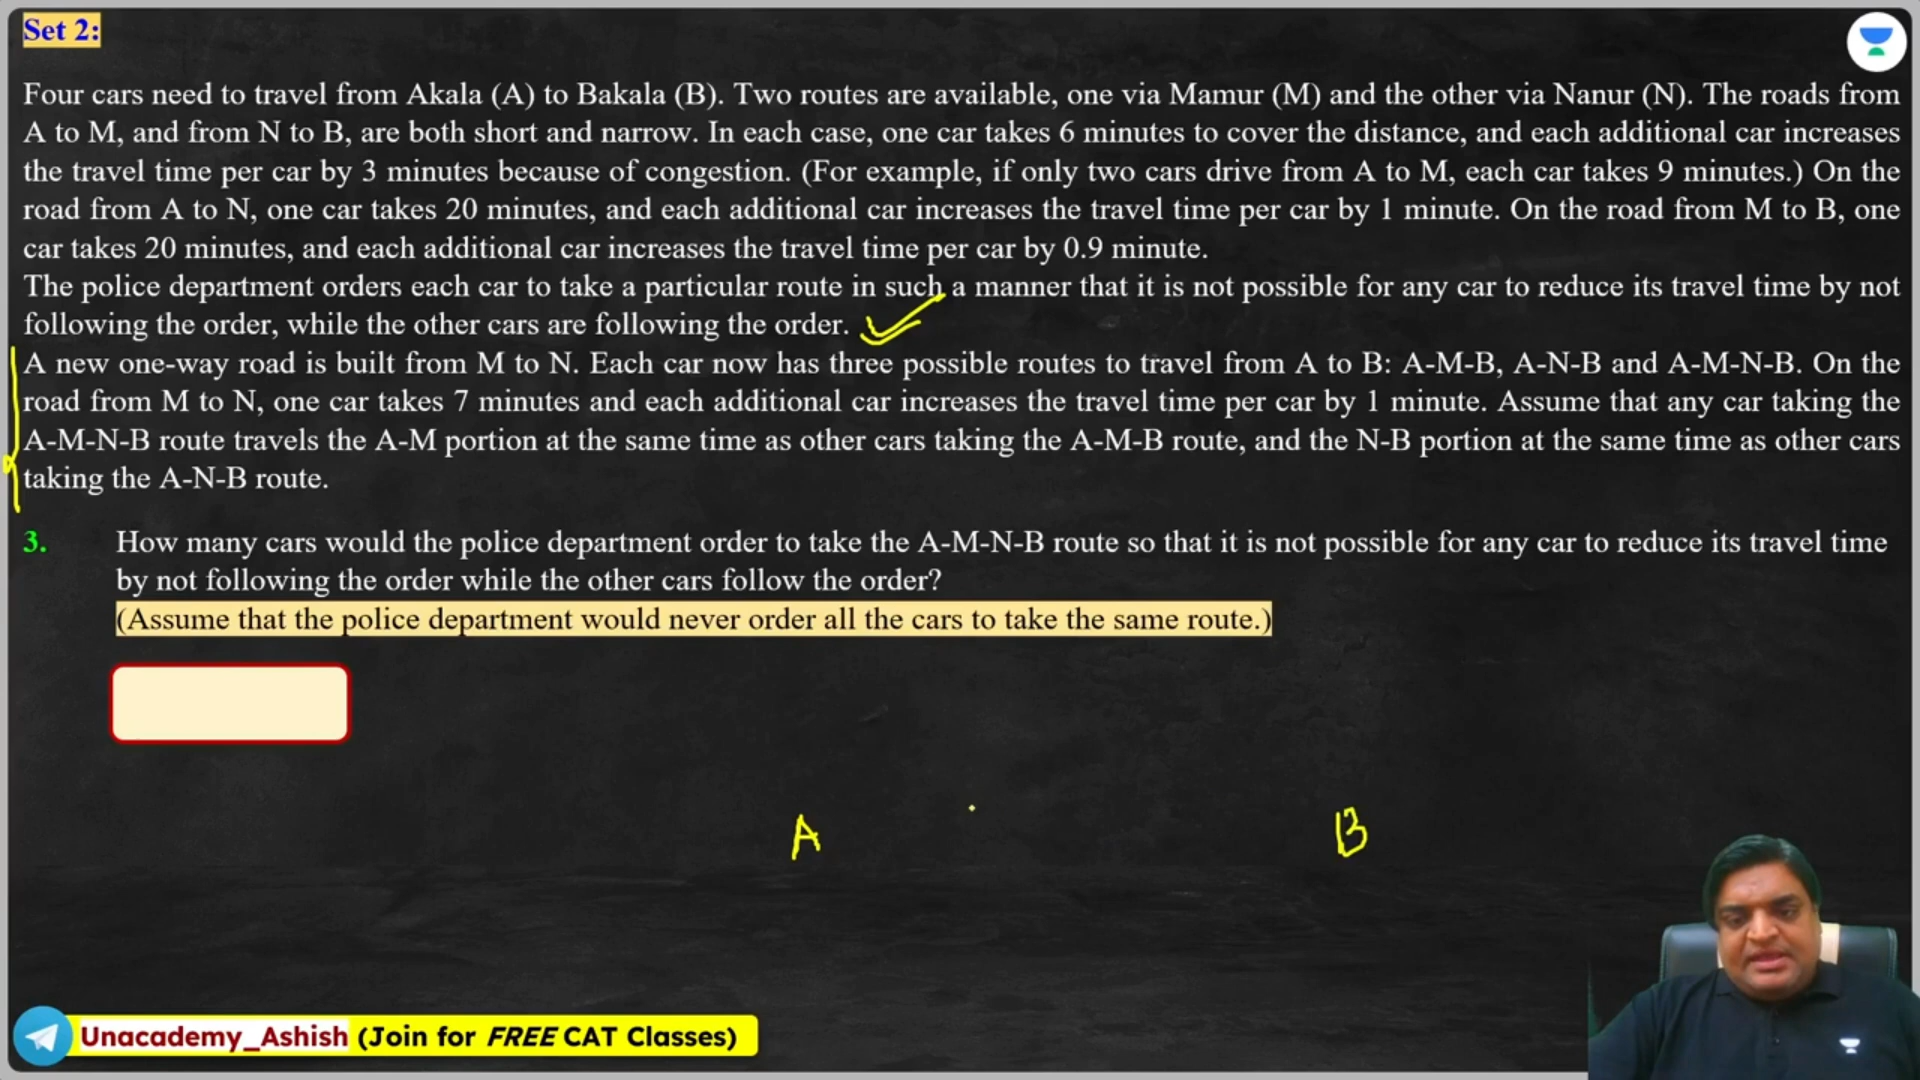 Set 2:
Four cars need to travel from Akala (A) to Bakala (B). Two routes are available, one via Mamur (M) and the other via Nanur (N). The roads from
A to M, and from N to B, are both short and narrow. In each case, one car takes 6 minutes to cover the distance, and each additional car increases
the travel time per car by 3 minutes because of congestion. (For example, if only two cars drive from A to M, each car takes 9 minutes.) On the
road from A to N, one car takes 20 minutes, and each additional car increases the travel time per car by 1 minute. On the road from M to B, one
car takes 20 minutes, and each additional car increases the travel time per car by 0.9 minute.
The police department orders each car to take a particular route in such a manner that it is not possible for any car to reduce its travel time by not
following the order, while the other cars are following the order.
A new one-way road is built from M to N. Each car now has three possible routes to travel from A to B: A-M-B, A-N-B and A-M-N-B. On the
road from M to N, one car takes 7 minutes and each additional car increases the travel time per car by 1 minute. Assume that any car taking the
A-M-N-B route travels the A-M portion at the same time as other cars taking the A-M-B route, and the N-B portion at the same time as other cars
taking the A-N-B route.
3. How many cars would the police department order to take the A-M-N-B route so that it is not possible for any car to reduce its travel time
by not following the order while the other cars follow the order?
(Assume that the police department would never order all the cars to take the same route.)
A B
Unacademy_Ashish (Join for FREE CAT Classes)